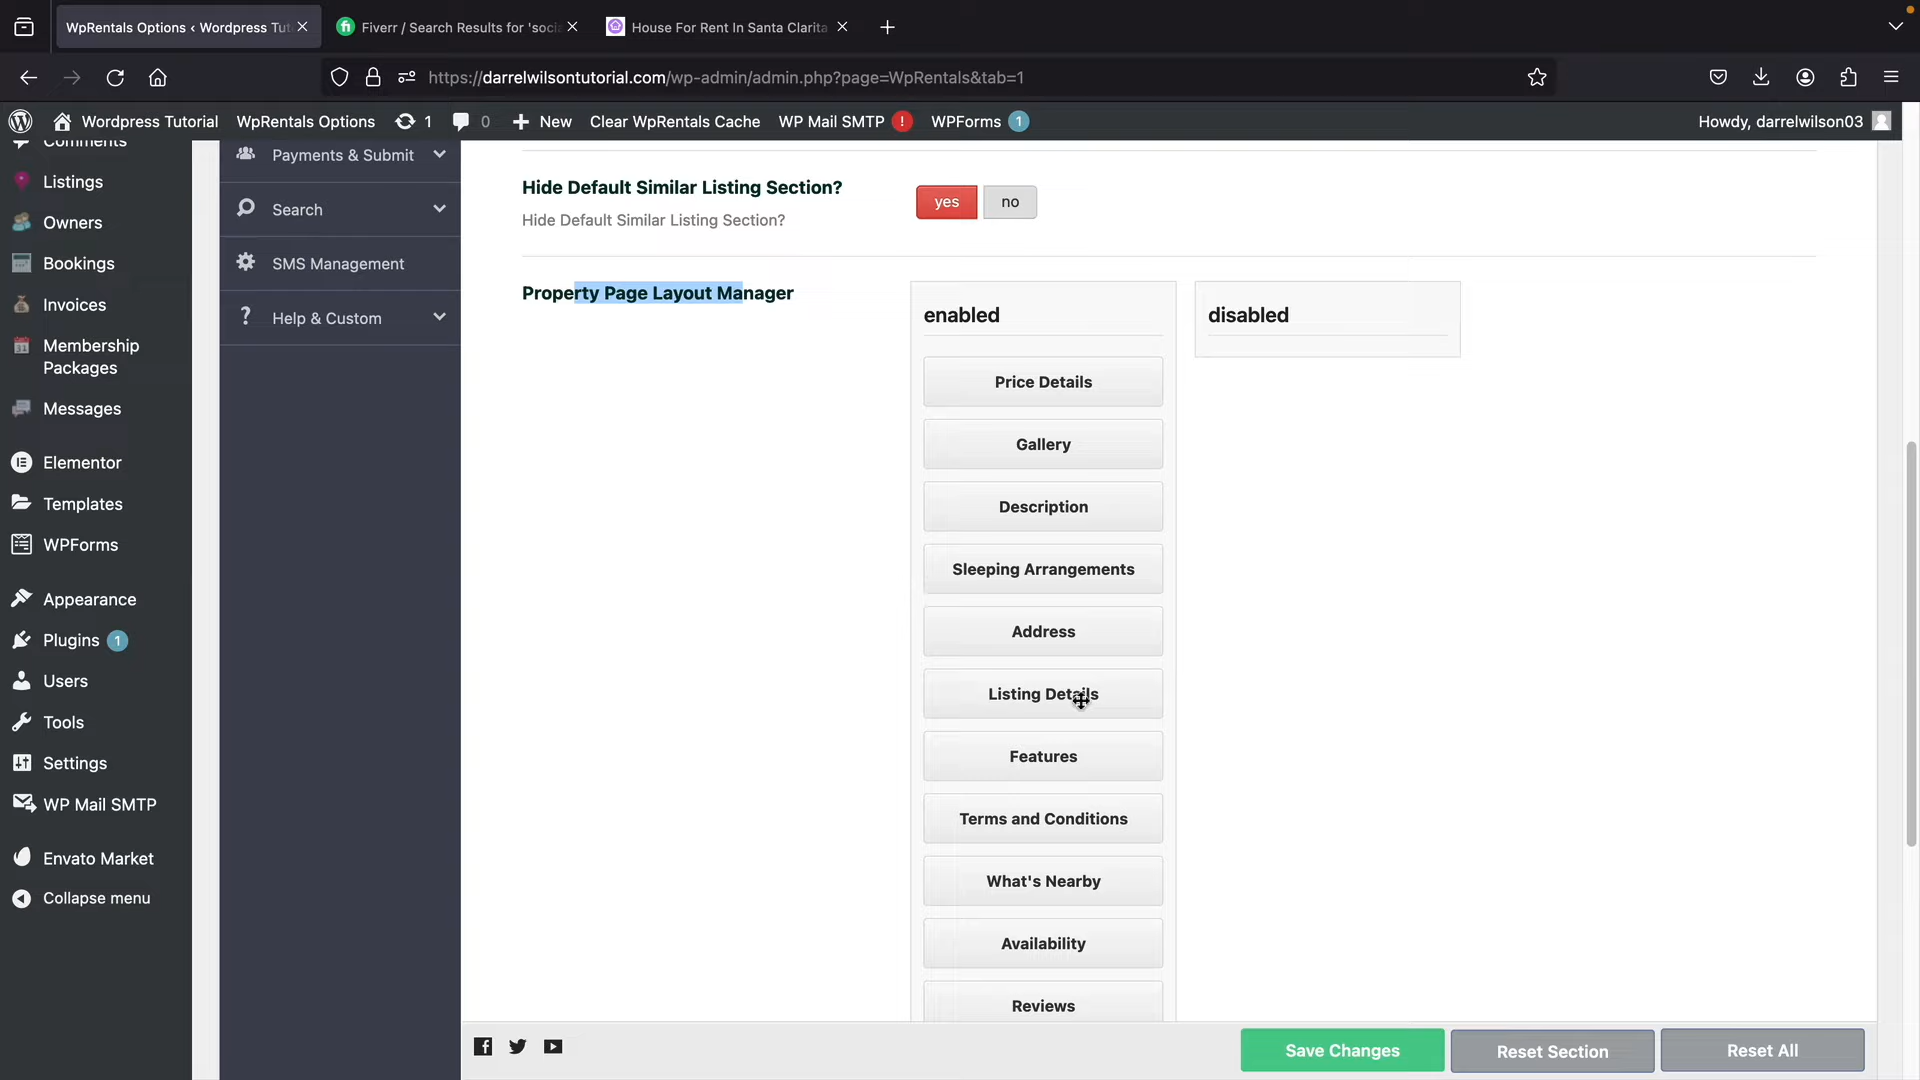 WpRentals Options ‹ Wordpress Tut
Fiverr / Search Results for 'soci
House For Rent In Santa Clarita
https://darrelwilsontutorial.com/wp-admin/admin.php?page=WpRentals&tab=1
Wordpress Tutorial
WpRentals Options
1
0
New
Clear WpRentals Cache
WP Mail SMTP !
WPForms 1
Howdy, darrelwilson03
Comments
Listings
Owners
Bookings
Invoices
Membership
Packages
Messages
Elementor
Templates
WPForms
Appearance
Plugins 1
Users
Tools
Settings
WP Mail SMTP
Envato Market
Collapse menu
Payments & Submit
Search
SMS Management
? Help & Custom
Hide Default Similar Listing Section?
Hide Default Similar Listing Section?
yes no
Property Page Layout Manager
enabled
Price Details
Gallery
Description
Sleeping Arrangements
Address
Listing Details
Features
Terms and Conditions
What's Nearby
Availability
Reviews
disabled
Save Changes
Reset Section
Reset All